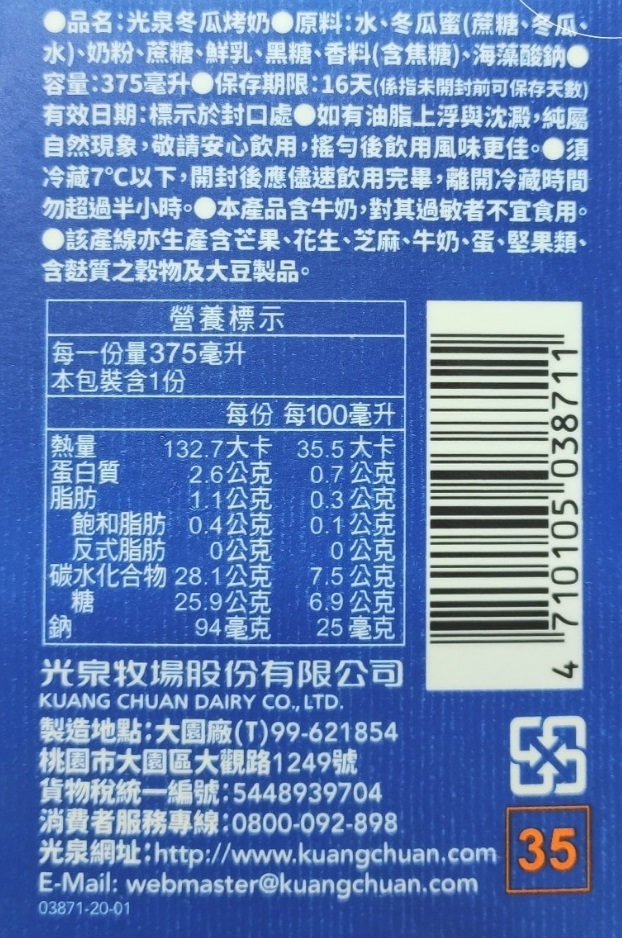 ●品名:光泉冬瓜烤奶●原料:水、冬瓜蜜(蔗糖、冬瓜、
水)、奶粉、蔗糖、鮮乳、黑糖、香料(含焦糖)、海藻酸鈉●
容量:375毫升●保存期限:16天(係指未開封前可保存天數)
有效日期:標示於封口處●如有油脂上浮與沈澱,純屬
自然現象,敬請安心飲用,搖勻後飲用風味更佳。●須
冷藏7℃以下,開封後應儘速飲用完畢,離開冷藏時間
勿超過半小時。●本產品含牛奶,對其過敏者不宜食用。
●該產線亦生產含芒果、花生、芝麻、牛奶、蛋、堅果類、
含麩質之穀物及大豆製品。
營養標示
每一份量375毫升
本包裝含1份
每份 每100毫升
熱量 132.7大卡 35.5大卡
蛋白質 2.6公克 0.7公克
脂肪 1.1公克 0.3公克
飽和脂肪 0.4公克 0.1公克
反式脂肪 0公克 0公克
碳水化合物 28.1公克 7.5公克
糖 25.9公克 6.9公克
鈉 94毫克 25毫克
4 710105 038711
光泉牧場股份有限公司
KUANG CHUAN DAIRY CO., LTD.
製造地點:大園廠(T)99-621854
桃園市大園區大觀路1249號
貨物稅統一編號:5448939704
消費者服務專線:0800-092-898
光泉網址:http://www.kuangchuan.com
E-Mail: webmaster@kuangchuan.com
03871-20-01
35